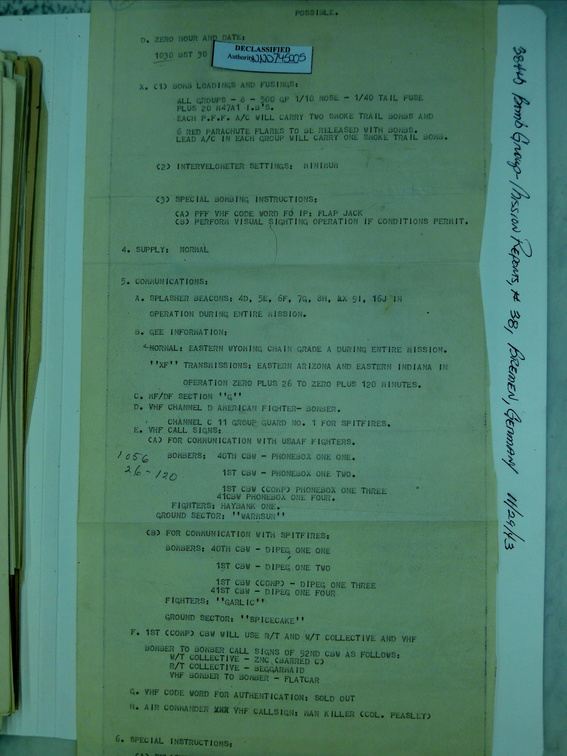 POSSIBLE.
D. ZERO HOUR AND DATE:
1030 BST 30
DECLASSIFIED
Authority NND745005
X. (1) BOMB LOADINGS AND FUSINGS:
ALL GROUPS - 6 - 500 GP 1/10 NOSE - 1/40 TAIL FUSE
PLUS 20 M47A1 I.B'S.
EACH P.F.F. A/C WILL CARRY TWO SMOKE TRAIL BOMBS AND
6 RED PARACHUTE FLARES TO BE RELEASED WITH BOMBS.
LEAD A/C IN EACH GROUP WILL CARRY ONE SMOKE TRAIL BOMB.
(2) INTERVELOMETER SETTINGS: MINIMUM
(3) SPECIAL BOMBING INSTRUCTIONS:
(A) PFF VHF CODE WORD FO IP: FLAP JACK
(B) PERFORM VISUAL SIGHTING OPERATION IF CONDITIONS PERMIT.
4. SUPPLY: NORMAL
5. COMMUNICATIONS:
A. SPLASHER BEACONS: 4D, 5E, 6F, 7G, 8H, XX 9I, 16J IN
OPERATION DURING ENTIRE MISSION.
B. GEE INFORMATION:
NORMAL: EASTERN WYOMING CHAIN GRADE A DURING ENTIRE MISSION.
''XF'' TRANSMISSIONS: EASTERN ARIZONA AND EASTERN INDIANA IN
OPERATION ZERO PLUS 26 TO ZERO PLUS 120 MINUTES.
C. MF/DF SECTION ''G''
D. VHF CHANNEL D AMERICAN FIGHTER- BOMBER.
CHANNEL C 11 GROUP GUARD NO. 1 FOR SPITFIRES.
E. VHF CALL SIGNS:
(A) FOR COMMUNICATION WITH USAAF FIGHTERS.
1056
26-120
BOMBERS: 40TH CBW - PHONEBOX ONE ONE.
1ST CBW - PHONEBOX ONE TWO.
1ST CBW (COMP) PHONEBOX ONE THREE
41CBW PHONEBOX ONE FOUR.
FIGHTERS: HAYBANK ONE.
GROUND SECTOR: ''WARMSUN''
(B) FOR COMMUNICATION WITH SPITFIRES:
BOMBERS: 40TH CBW - DIPEG ONE ONE
1ST CBW - DIPEG ONE TWO
1ST CBW (COMP) - DIPEG ONE THREE
41ST CBW - DIPEG ONE FOUR
FIGHTERS: ''GARLIC''
GROUND SECTOR: ''SPICECAKE''
F. 1ST (COMP) CBW WILL USE R/T AND W/T COLLECTIVE AND VHF
BOMBER TO BOMBER CALL SIGNS OF 92ND CBW AS FOLLOWS:
W/T COLLECTIVE - ZNC (BARRED C)
R/T COLLECTIVE - BEGGARMAID
VHF BOMBER TO BOMBER - FLATCAR
G. VHF CODE WORD FOR AUTHENTICATION: SOLD OUT
H. AIR COMMANDER XXX VHF CALLSIGN: MAN KILLER (COL. PEASLEY)
6. SPECIAL INSTRUCTIONS:
384th Bomb Group - Mission Reports, # 38, BREMEN, GERMANY 11/29/43